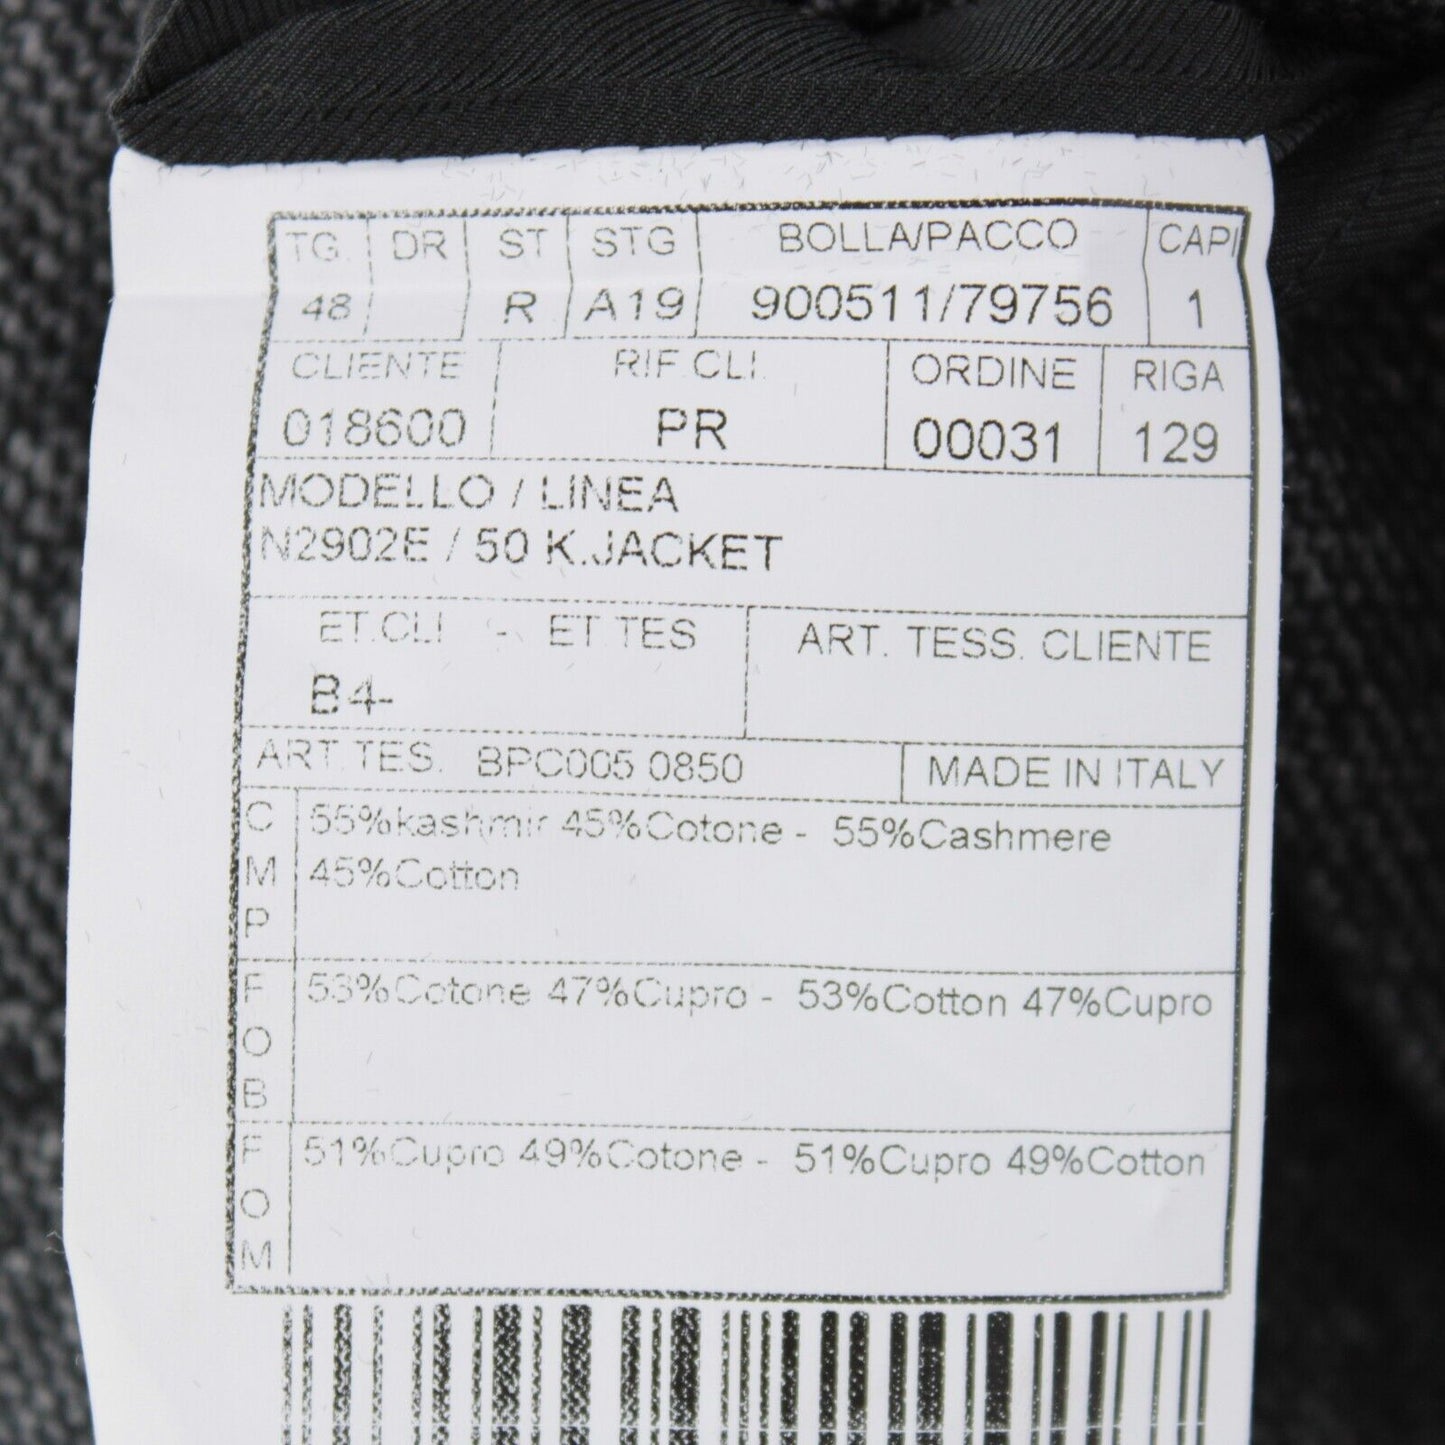 TG. DR ST STG BOLLA/PACCO CAPI
48 R A19 900511/79756 1
CLIENTE RIF.CLI. ORDINE RIGA
018600 PR 00031 129
MODELLO / LINEA
N2902E / 50 K.JACKET
ET.CLI - ET.TES ART. TESS. CLIENTE
B4-
ART.TES. BPC005 0850 MADE IN ITALY
CMP
55%kashmir 45%Cotone - 55%Cashmere
45%Cotton
FOB
53%Cotone 47%Cupro - 53%Cotton 47%Cupro
FOM
51%Cupro 49%Cotone - 51%Cupro 49%Cotton